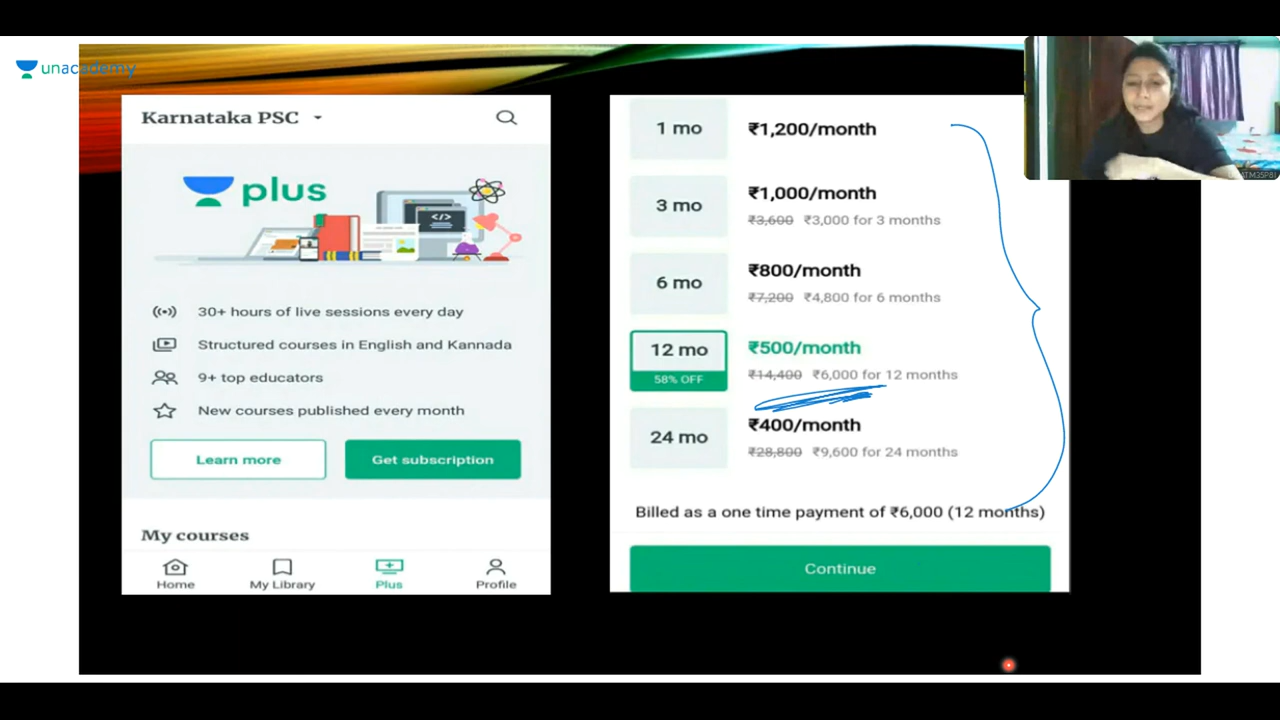 unacademy
Karnataka PSC
plus
</>
30+ hours of live sessions every day
Structured courses in English and Kannada
9+ top educators
New courses published every month
Learn more
Get subscription
My courses
Home
My Library
Plus
Profile
1 mo
₹1,200/month
3 mo
₹1,000/month
₹3,600 ₹3,000 for 3 months
6 mo
₹800/month
₹7,200 ₹4,800 for 6 months
12 mo
58% OFF
₹500/month
₹14,400 ₹6,000 for 12 months
24 mo
₹400/month
₹28,800 ₹9,600 for 24 months
Billed as a one time payment of ₹6,000 (12 months)
Continue